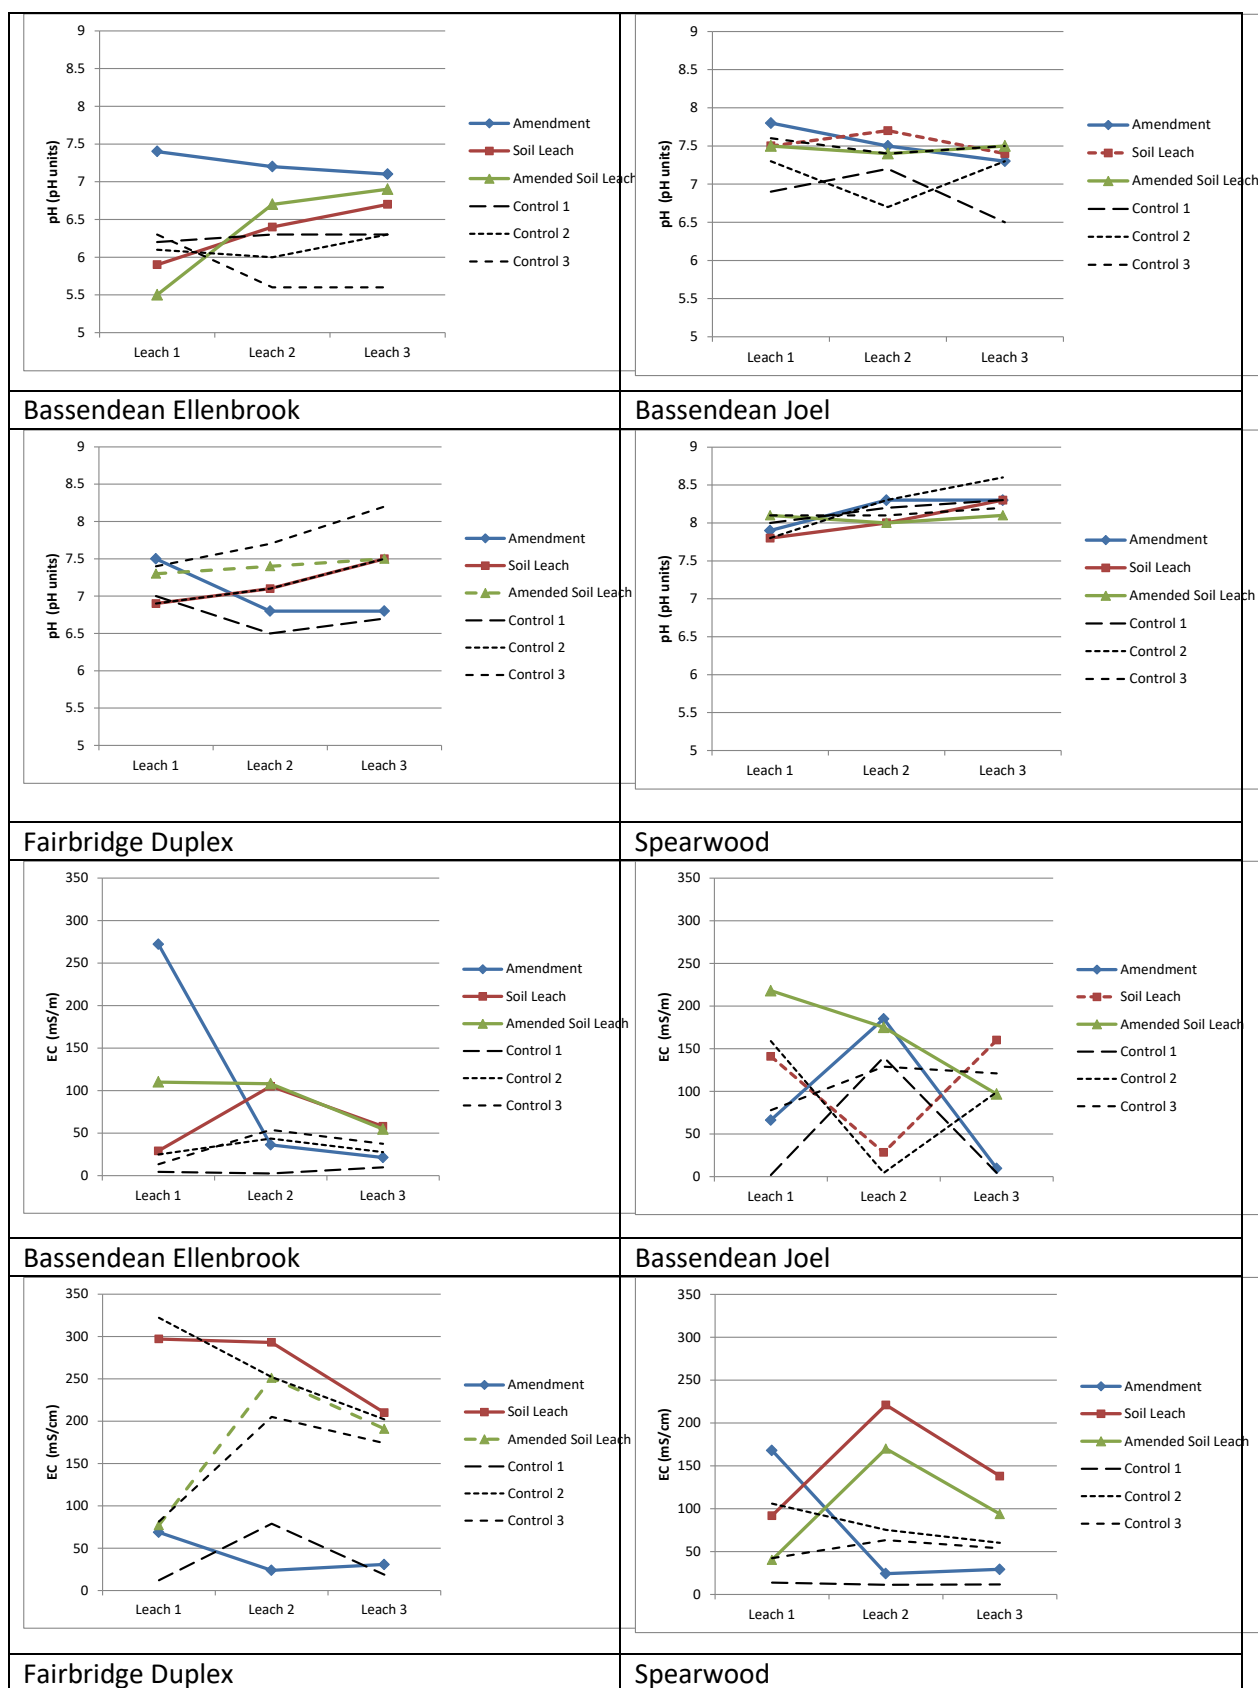 9
8.5
8
7.5
7
6.5
6
5.5
5
pH (pH units)
Leach 1 Leach 2 Leach 3
Amendment
Soil Leach
Amended Soil Leach
Control 1
Control 2
Control 3
9
8.5
8
7.5
7
6.5
6
5.5
5
pH (pH units)
Leach 1 Leach 2 Leach 3
Amendment
Soil Leach
Amended Soil Leach
Control 1
Control 2
Control 3
Bassendean Ellenbrook
Bassendean Joel
9
8.5
8
7.5
7
6.5
6
5.5
5
pH (pH units)
Leach 1 Leach 2 Leach 3
Amendment
Soil Leach
Amended Soil Leach
Control 1
Control 2
Control 3
9
8.5
8
7.5
7
6.5
6
5.5
5
pH (pH units)
Leach 1 Leach 2 Leach 3
Amendment
Soil Leach
Amended Soil Leach
Control 1
Control 2
Control 3
Fairbridge Duplex
Spearwood
350
300
250
200
150
100
50
0
EC (mS/m)
Leach 1 Leach 2 Leach 3
Amendment
Soil Leach
Amended Soil Leach
Control 1
Control 2
Control 3
350
300
250
200
150
100
50
0
EC (mS/m)
Leach 1 Leach 2 Leach 3
Amendment
Soil Leach
Amended Soil Leach
Control 1
Control 2
Control 3
Bassendean Ellenbrook
Bassendean Joel
350
300
250
200
150
100
50
0
EC (mS/cm)
Leach 1 Leach 2 Leach 3
Amendment
Soil Leach
Amended Soil Leach
Control 1
Control 2
Control 3
350
300
250
200
150
100
50
0
EC (mS/cm)
Leach 1 Leach 2 Leach 3
Amendment
Soil Leach
Amended Soil Leach
Control 1
Control 2
Control 3
Fairbridge Duplex
Spearwood